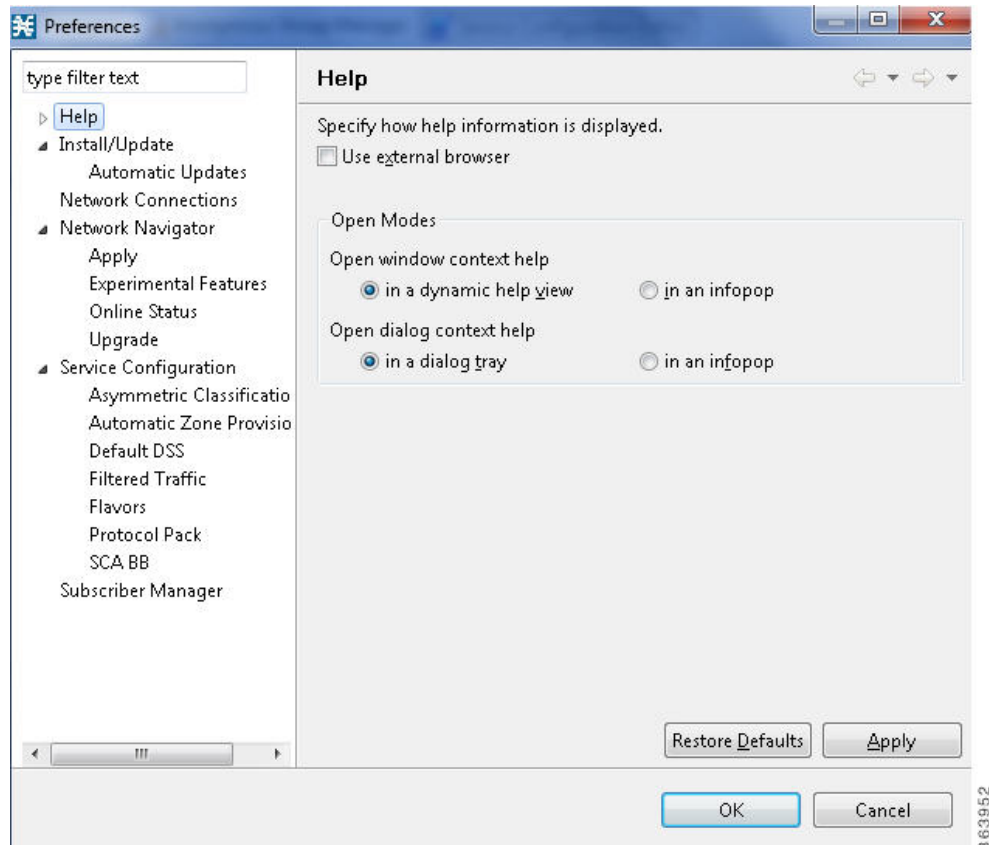 Preferences
type filter text
Help
Install/Update
Automatic Updates
Network Connections
Network Navigator
Apply
Experimental Features
Online Status
Upgrade
Service Configuration
Asymmetric Classificatio
Automatic Zone Provisio
Default DSS
Filtered Traffic
Flavors
Protocol Pack
SCA BB
Subscriber Manager
Help
Specify how help information is displayed.
Use external browser
Open Modes
Open window context help
in a dynamic help view in an infopop
Open dialog context help
in a dialog tray in an infopop
Restore Defaults Apply
OK Cancel
363952